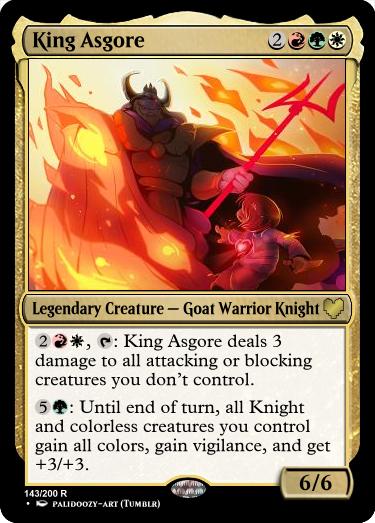 King Asgore 2
Legendary Creature — Goat Warrior Knight
2, : King Asgore deals 3
damage to all attacking or blocking
creatures you don't control.
5: Until end of turn, all Knight
and colorless creatures you control
gain all colors, gain vigilance, and get
+3/+3.
6/6
143/200 R
• PALIDOOZY-ART (TUMBLR)